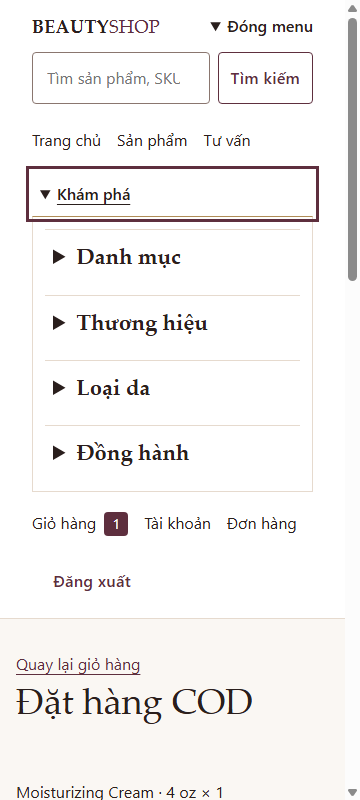 BEAUTYSHOP
▼ Đóng menu
Tìm sản phẩm, SKU
Tìm kiếm
Trang chủ Sản phẩm Tư vấn
▼ Khám phá
▶ Danh mục
▶ Thương hiệu
▶ Loại da
▶ Đồng hành
Giỏ hàng 1 Tài khoản Đơn hàng
Đăng xuất
Quay lại giỏ hàng
Đặt hàng COD
Moisturizing Cream · 4 oz × 1